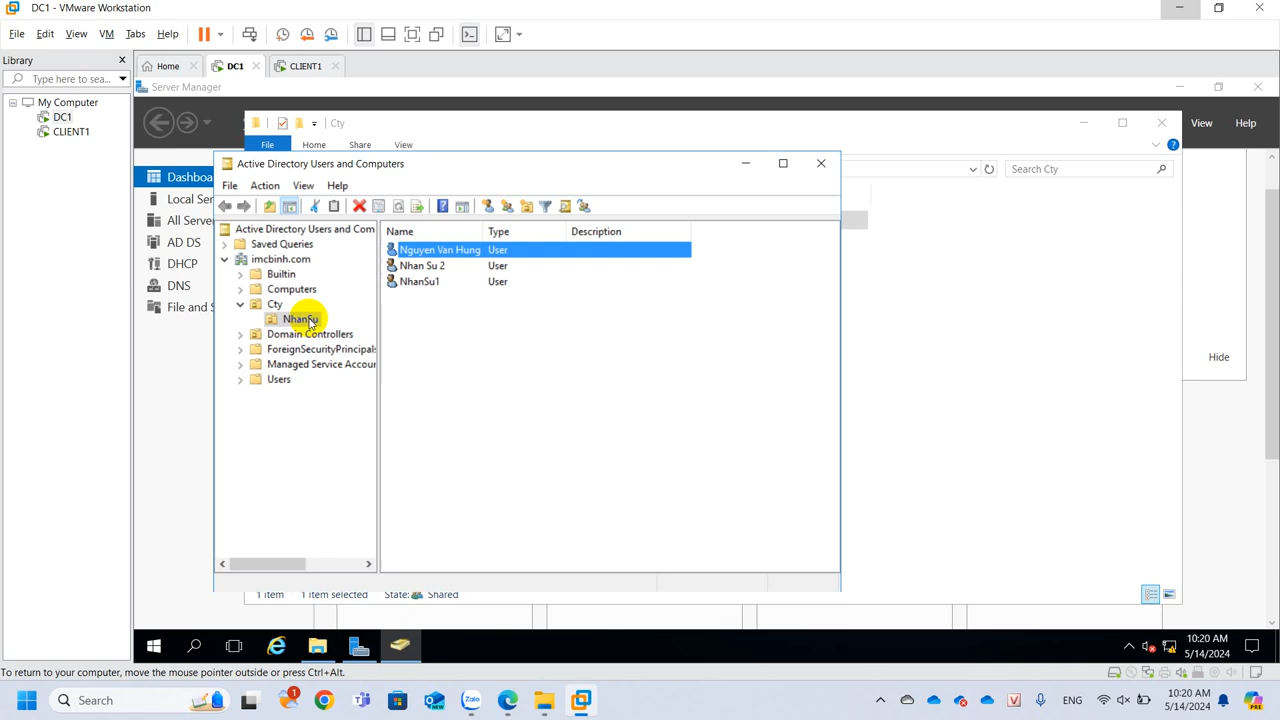 DC1 - VMware Workstation
File Edit View VM Tabs Help
Library
Type here to sea...
Home DC1 CLIENT1
My Computer
DC1
CLIENT1
Server Manager
View Help
Dashboa
Local Ser
All Server
AD DS
DHCP
DNS
File and S
Cty
File Home Share View
Search Cty
Active Directory Users and Computers
File Action View Help
Active Directory Users and Com
Saved Queries
imcbinh.com
Builtin
Computers
Cty
NhanSu
Domain Controllers
ForeignSecurityPrincipals
Managed Service Accou
Users
Name Type Description
Nguyen Van Hung User
Nhan Su 2 User
NhanSu1 User
Hide
1 item 1 item selected State: Shared
10:20 AM
5/14/2024
To return to your computer, move the mouse pointer outside or press Ctrl+Alt.
Search
1
Zalo
ENG
10:20 AM
5/14/2024
PRE